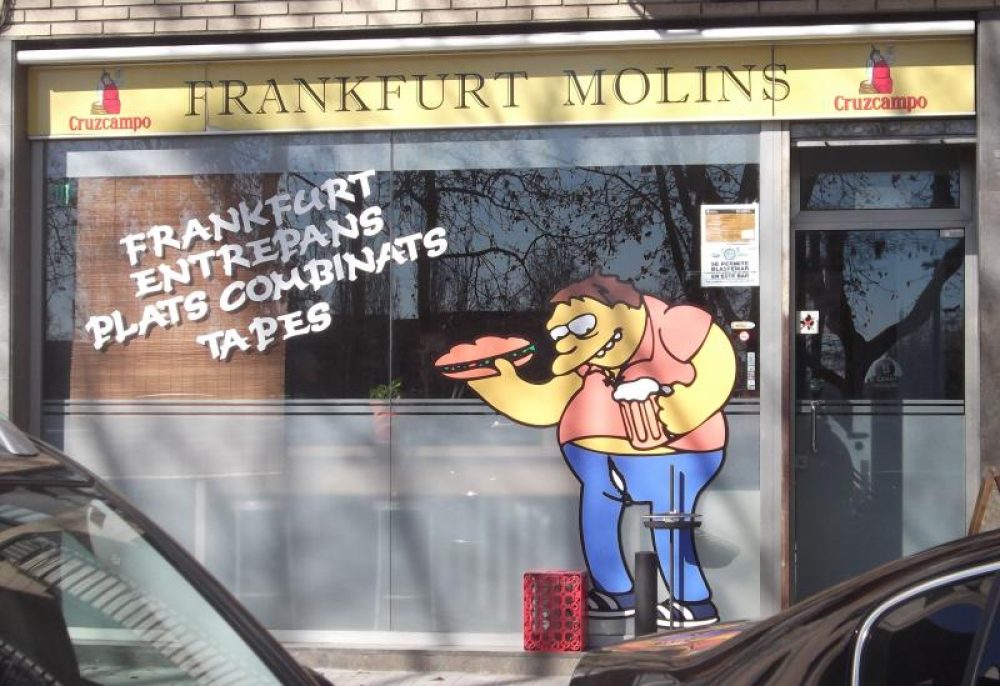 FRANKFURT MOLINS
Cruzcampo
Cruzcampo
FRANKFURT
ENTREPANS
PLATS COMBINATS
TAPES
SE PERMITE
BLASFEMAR
EN ESTE BAR